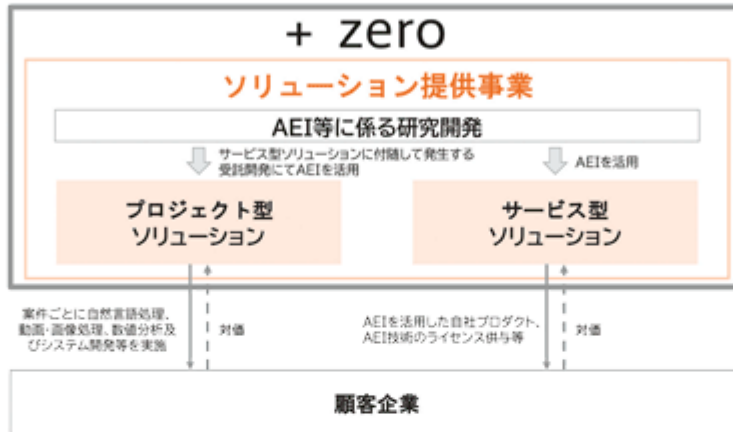 + zero
ソリューション提供事業
AEI等に係る研究開発
サービス型ソリューションに付随して発生する
受託開発にてAEIを活用
AEIを活用
プロジェクト型
ソリューション
サービス型
ソリューション
案件ごとに自然言語処理、
動画・画像処理、数値分析及
びシステム開発等を実施
対価
AEIを活用した自社プロダクト、
AEI技術のライセンス供与等
対価
顧客企業